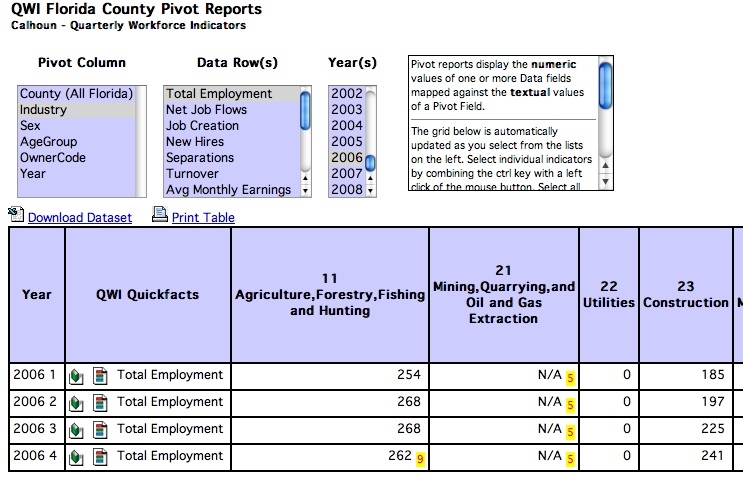 QWI Florida County Pivot Reports
Calhoun - Quarterly Workforce Indicators
Pivot Column
County (All Florida)
Industry
Sex
AgeGroup
OwnerCode
Year
Data Row(s)
Total Employment
Net Job Flows
Job Creation
New Hires
Separations
Turnover
Avg Monthly Earnings
Year(s)
2002
2003
2004
2005
2006
2007
2008
Pivot reports display the numeric
values of one or more Data fields
mapped against the textual values
of a Pivot Field.
The grid below is automatically
updated as you select from the lists
on the left. Select individual indicators
by combining the ctrl key with a left
click of the mouse button. Select all
Download Dataset Print Table
Year
QWI Quickfacts
11
Agriculture,Forestry,Fishing
and Hunting
21
Mining,Quarrying,and
Oil and Gas
Extraction
22
Utilities
23
Construction
2006 1 Total Employment 254 N/A 5 0 185
2006 2 Total Employment 268 N/A 5 0 197
2006 3 Total Employment 268 N/A 5 0 225
2006 4 Total Employment 262 9 N/A 5 0 241